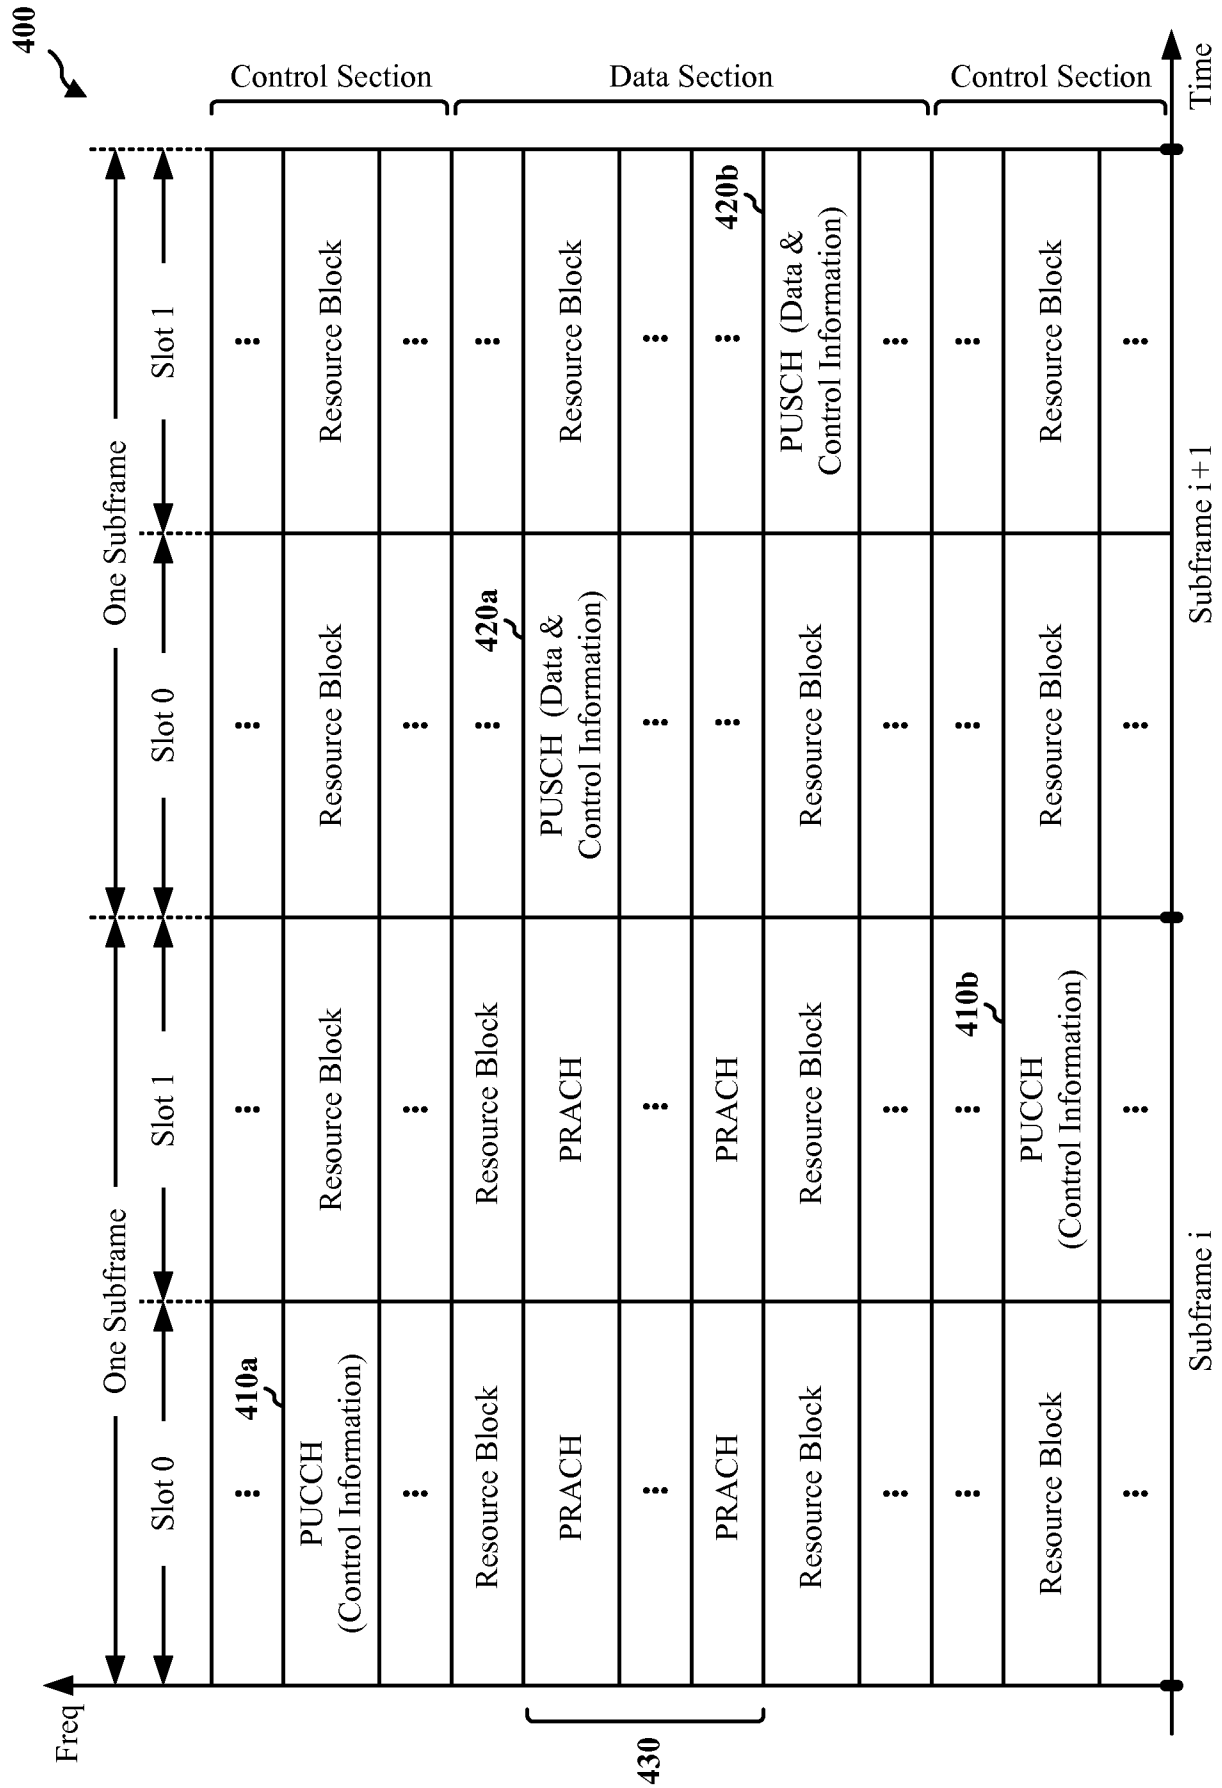 400
Freq
One Subframe
One Subframe
Slot 0
Slot 1
Slot 0
Slot 1
...
...
...
...
Control Section
410a
PUCCH
(Control Information)
Resource Block
Resource Block
Resource Block
...
...
...
...
Resource Block
Resource Block
...
...
Data Section
420a
PRACH
PRACH
PUSCH (Data &
Control Information)
Resource Block
430
...
...
...
...
PRACH
PRACH
...
...
420b
Resource Block
Resource Block
Resource Block
PUSCH (Data &
Control Information)
...
...
...
...
...
...
...
...
Control Section
410b
Resource Block
PUCCH
(Control Information)
Resource Block
Resource Block
...
...
...
...
Subframe i
Subframe i+1
Time